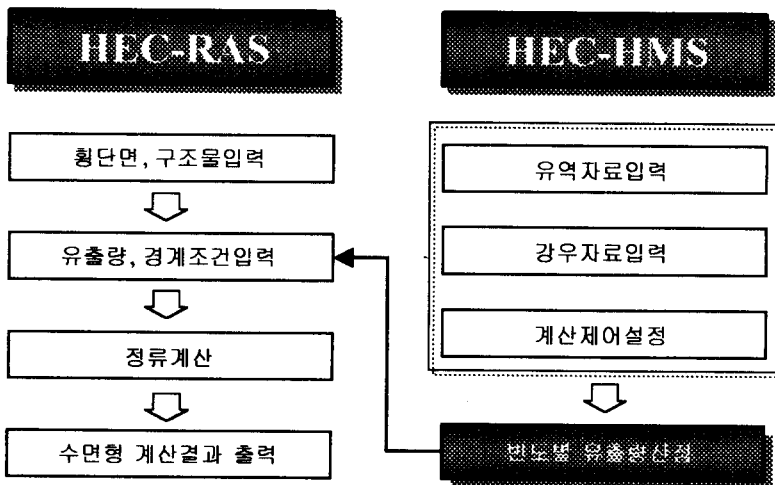 HEC-RAS
횡단면, 구조물입력
유출량, 경계조건입력
정류계산
수면형 계산결과 출력
HEC-HMS
유역자료입력
강우자료입력
계산제어설정
빈도별 유출량산정